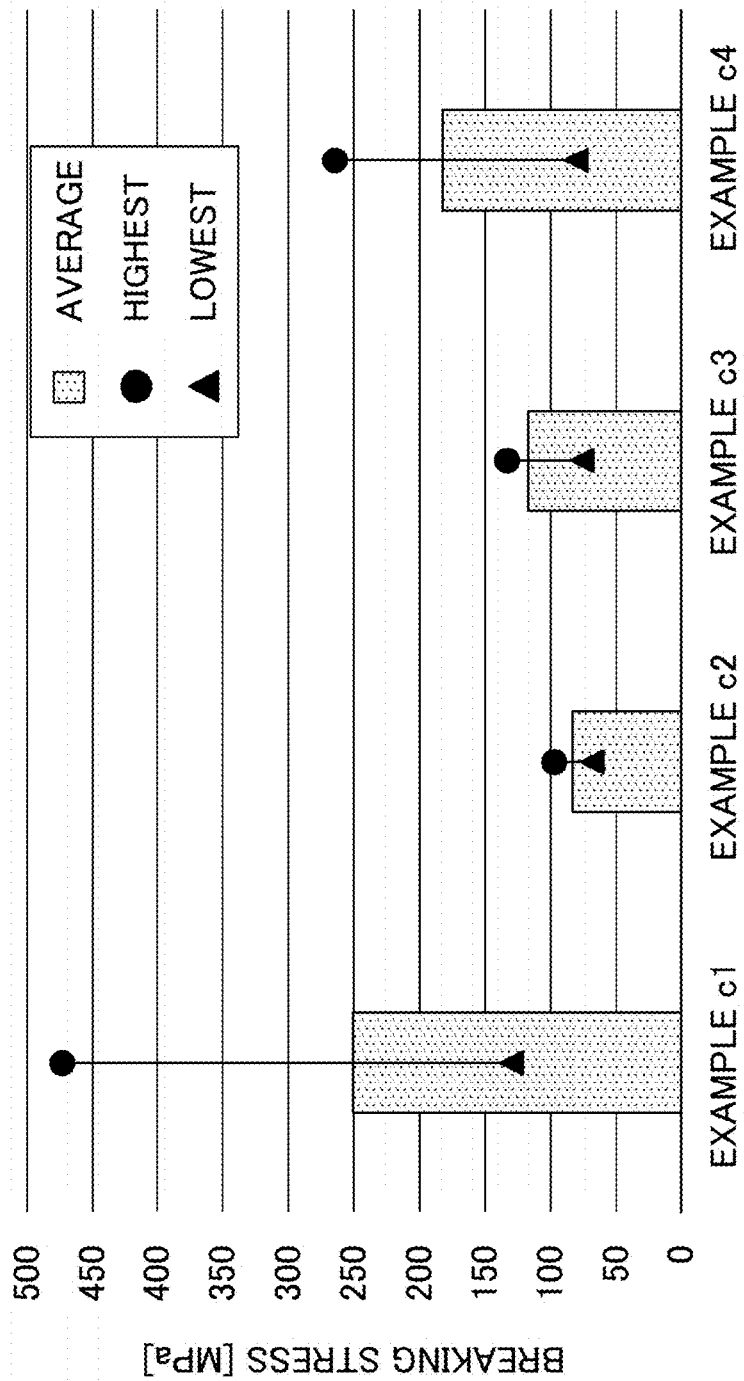 BREAKING STRESS [MPa]
500
450
400
350
300
250
200
150
100
50
0
AVERAGE
HIGHEST
LOWEST
EXAMPLE c1
EXAMPLE c2
EXAMPLE c3
EXAMPLE c4